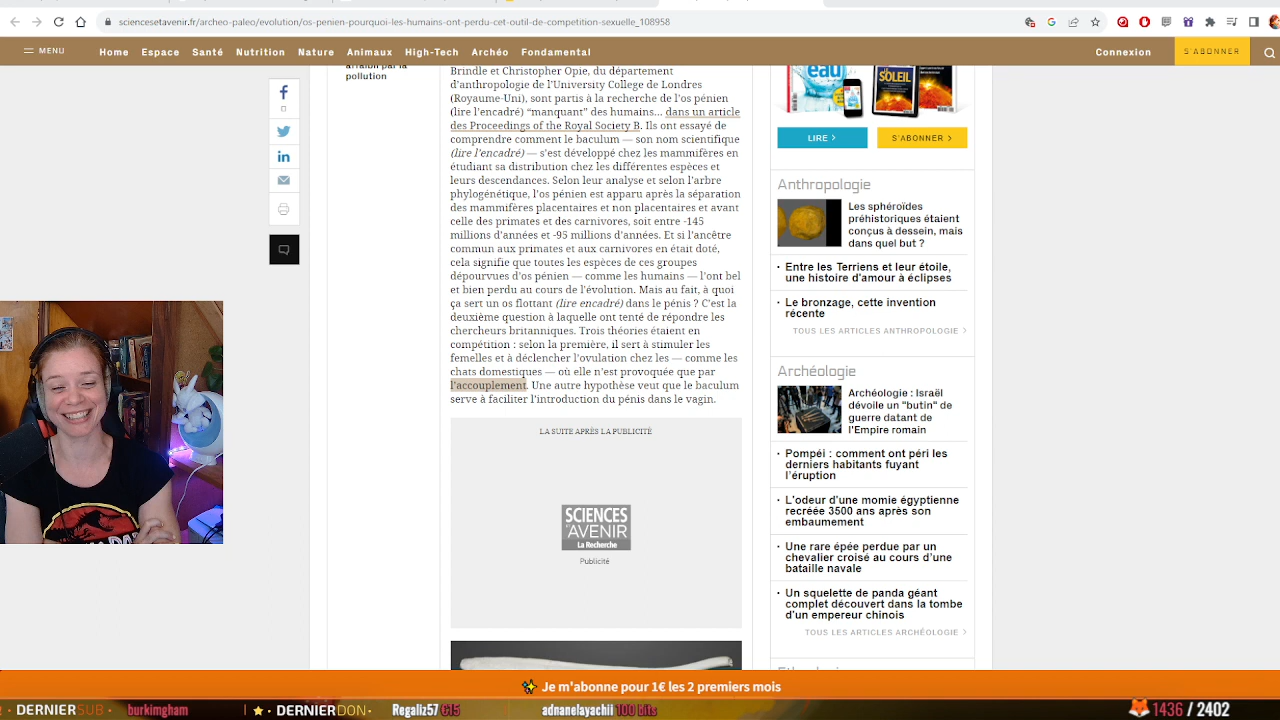 sciencesetavenir.fr/archeo-paleo/evolution/os-penien-pourquoi-les-humains-ont-perdu-cet-outil-de-competition-sexuelle_108958
MENU
Home Espace Santé Nutrition Nature Animaux High-Tech Archéo Fondamental
Connexion
S'ABONNER
pollution
Brindle et Christopher Opie, du département
d'anthropologie de l'University College de Londres
(Royaume-Uni), sont partis à la recherche de l'os pénien
(lire l'encadré) "manquant" des humains... dans un article
des Proceedings of the Royal Society B. Ils ont essayé de
comprendre comment le baculum — son nom scientifique
(lire l'encadré) — s'est développé chez les mammifères en
étudiant sa distribution chez les différentes espèces et
leurs descendances. Selon leur analyse et selon l'arbre
phylogénétique, l'os pénien est apparu après la séparation
des mammifères placentaires et non placentaires et avant
celle des primates et des carnivores, soit entre -145
millions d'années et -95 millions d'années. Et si l'ancêtre
commun aux primates et aux carnivores en était doté,
cela signifie que toutes les espèces de ces groupes
dépourvues d'os pénien — comme les humains — l'ont bel
et bien perdu au cours de l'évolution. Mais au fait, à quoi
ça sert un os flottant (lire encadré) dans le pénis ? C'est la
deuxième question à laquelle ont tenté de répondre les
chercheurs britanniques. Trois théories étaient en
compétition : selon la première, il sert à stimuler les
femelles et à déclencher l'ovulation chez les — comme les
chats domestiques — où elle n'est provoquée que par
l'accouplement. Une autre hypothèse veut que le baculum
serve à faciliter l'introduction du pénis dans le vagin.
LA SUITE APRÈS LA PUBLICITÉ
SCIENCES
AVENIR
La Recherche
Publicité
eau
LE SOLEIL
LIRE
S'ABONNER
Anthropologie
Les sphéroïdes
préhistoriques étaient
conçus à dessein, mais
dans quel but ?
Entre les Terriens et leur étoile,
une histoire d'amour à éclipses
Le bronzage, cette invention
récente
TOUS LES ARTICLES ANTHROPOLOGIE
Archéologie
Archéologie : Israël
dévoile un "butin" de
guerre datant de
l'Empire romain
Pompéi : comment ont péri les
derniers habitants fuyant
l'éruption
L'odeur d'une momie égyptienne
recréée 3500 ans après son
embaumement
Une rare épée perdue par un
chevalier croisé au cours d'une
bataille navale
Un squelette de panda géant
complet découvert dans la tombe
d'un empereur chinois
TOUS LES ARTICLES ARCHÉOLOGIE
Je m'abonne pour 1€ les 2 premiers mois
DERNIERSUB burkimgham DERNIERDON Regaliz57 €15 adnanelayachii 100 bits 1436 / 2402